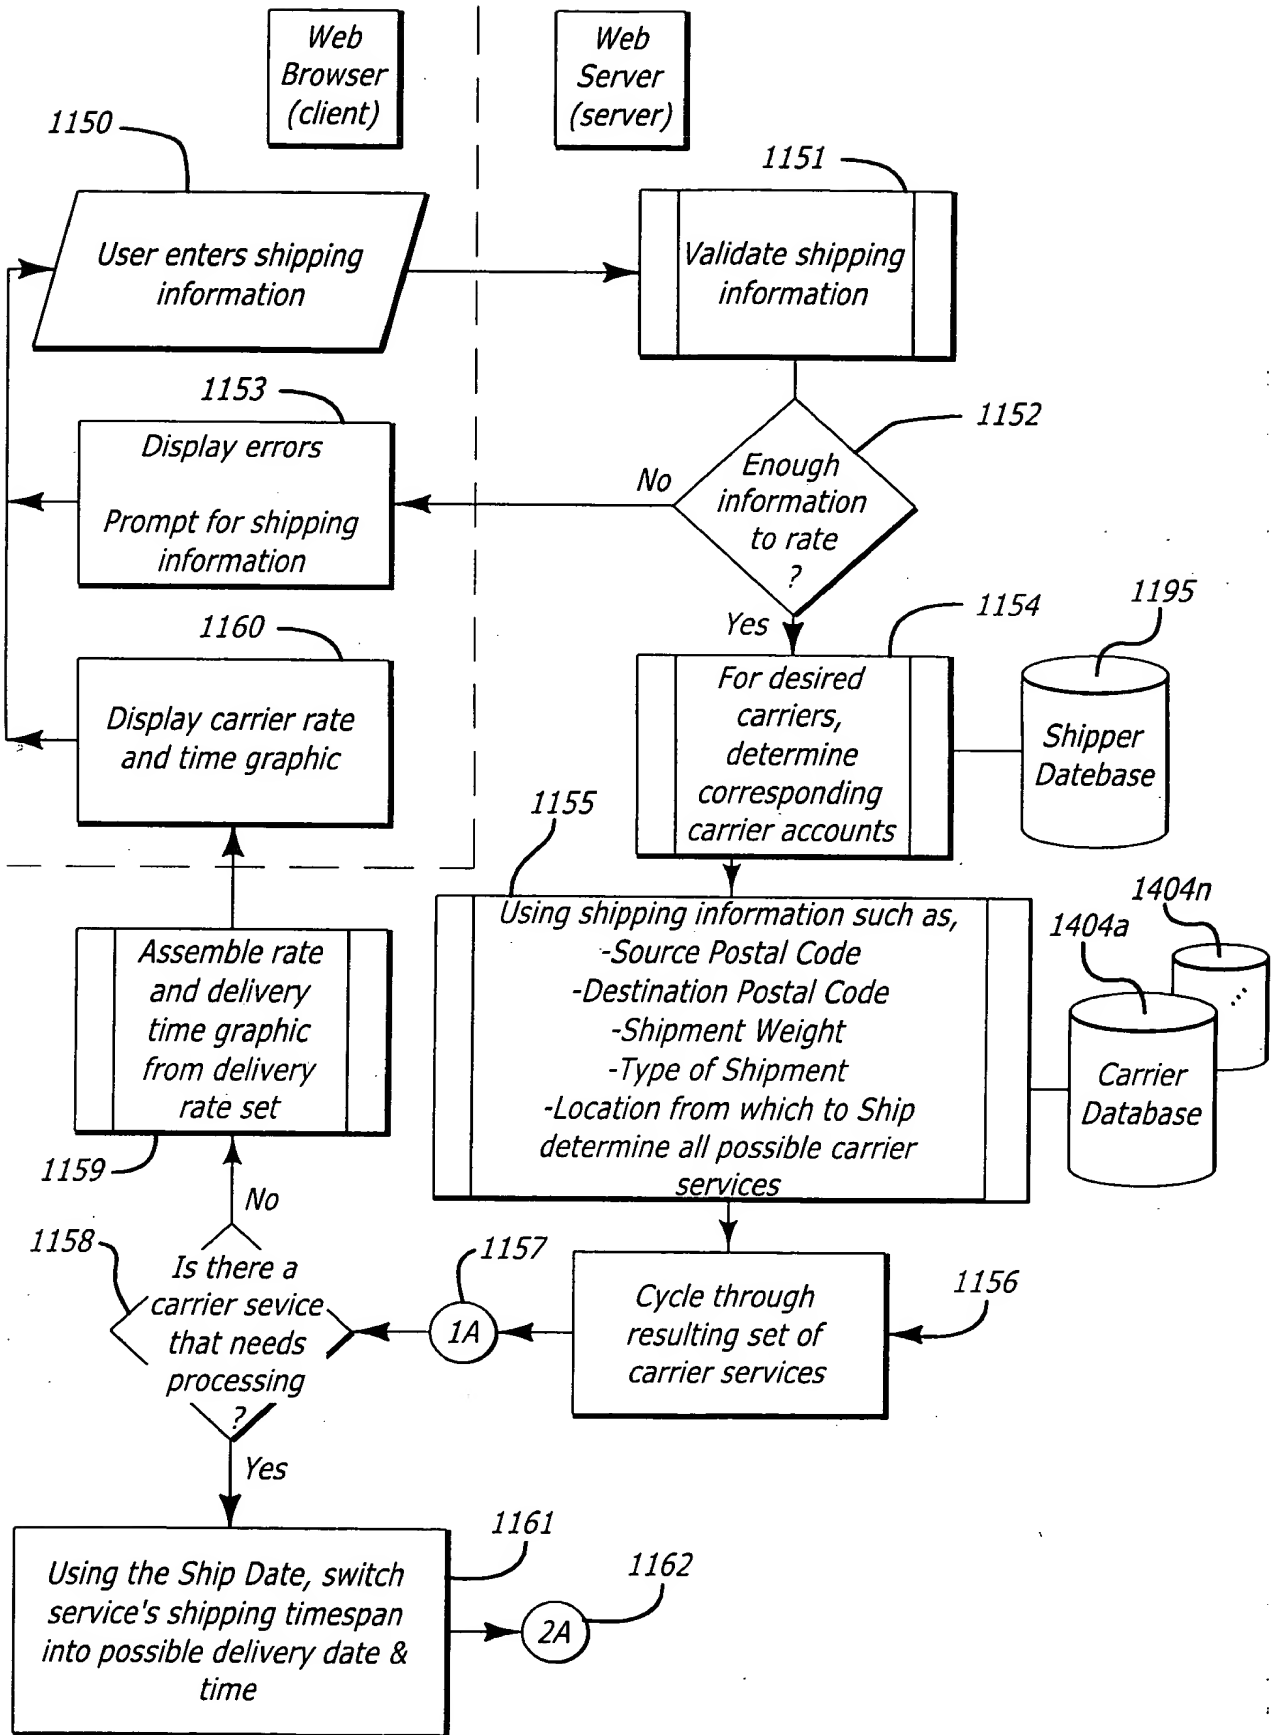 Web
Browser
(client)
Web
Server
(server)
1150
1151
User enters shipping
information
Validate shipping
information
1153
1152
Display errors
Prompt for shipping
information
No
Enough
information
to rate
?
Yes
1160
1154
1195
Display carrier rate
and time graphic
For desired
carriers,
determine
corresponding
carrier accounts
Shipper
Datebase
1155
Using shipping information such as,
-Source Postal Code
-Destination Postal Code
-Shipment Weight
-Type of Shipment
-Location from which to Ship
determine all possible carrier
services
1404n
1404a
Carrier
Database
Assemble rate
and delivery
time graphic
from delivery
rate set
1159
No
1158
Is there a
carrier sevice
that needs
processing
?
1157
1A
Cycle through
resulting set of
carrier services
1156
Yes
1161
Using the Ship Date, switch
service's shipping timespan
into possible delivery date &
time
1162
2A